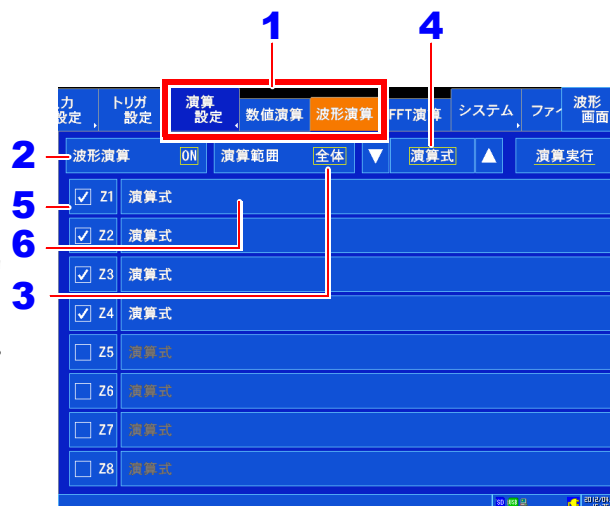 1
4
力
設定
トリガ
設定
演算
設定
数値演算
波形演算
FFT演算
システム
ファイ
波形
画面
2
波形演算
ON
演算範囲
全体
▼
演算式
▲
演算実行
5
✓ Z1 演算式
6
✓ Z2 演算式
3
✓ Z3 演算式
✓ Z4 演算式
Z5 演算式
Z6 演算式
Z7 演算式
Z8 演算式
SD